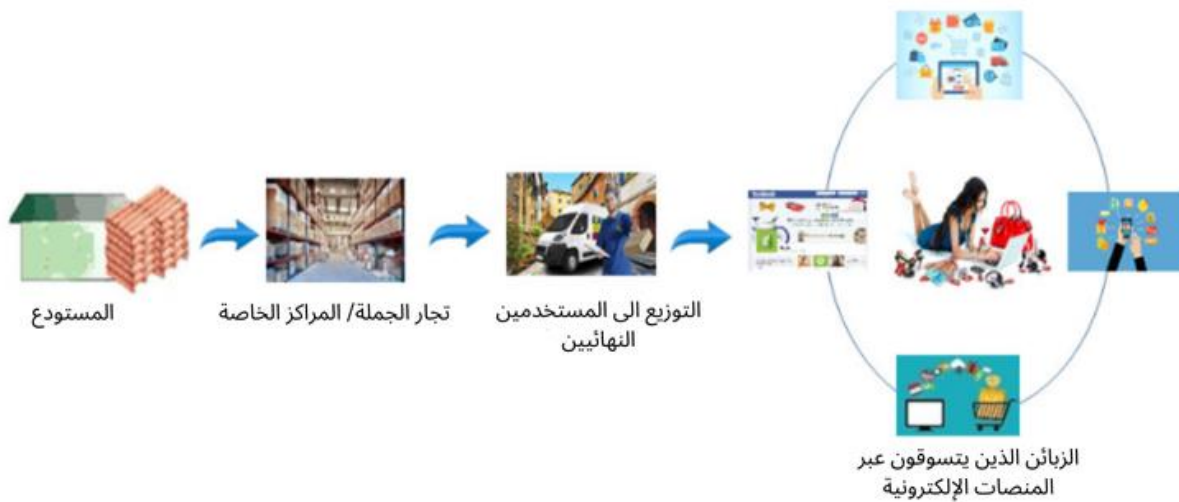 المستودع
تجار الجملة/ المراكز الخاصة
التوزيع الى المستخدمين
النهائيين
الزبائن الذين يتسوقون عبر
المنصات الإلكترونية